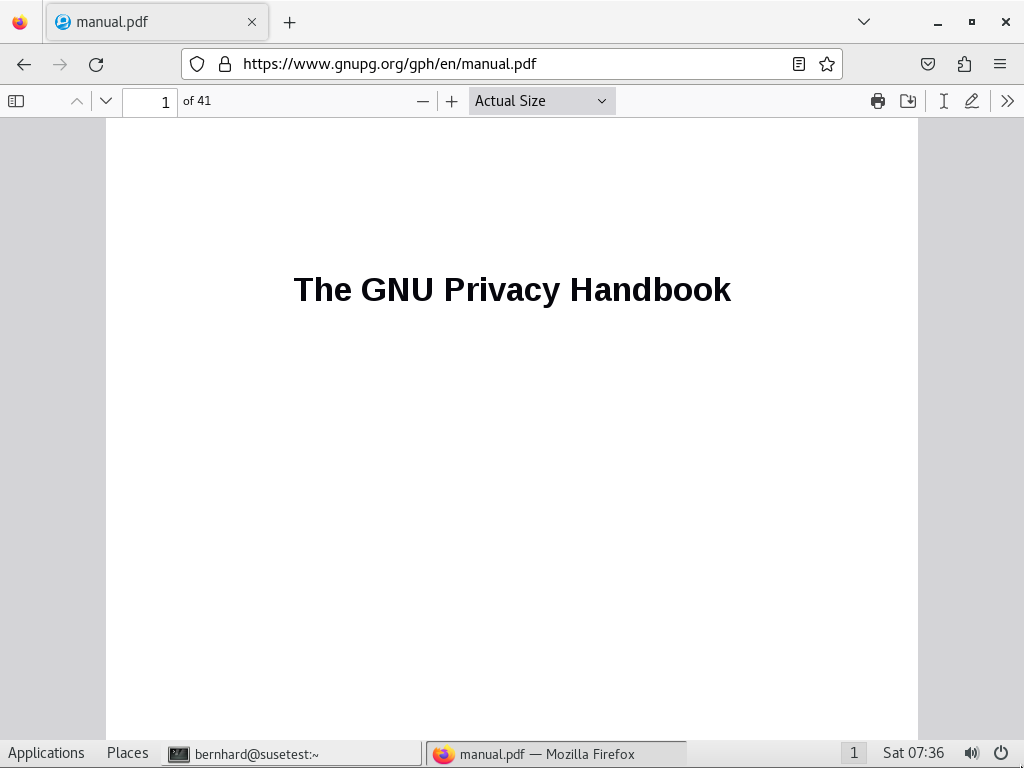 manual.pdf
https://www.gnupg.org/gph/en/manual.pdf
1 of 41 Actual Size
The GNU Privacy Handbook
Applications Places bernhard@susetest:~ manual.pdf — Mozilla Firefox 1 Sat 07:36